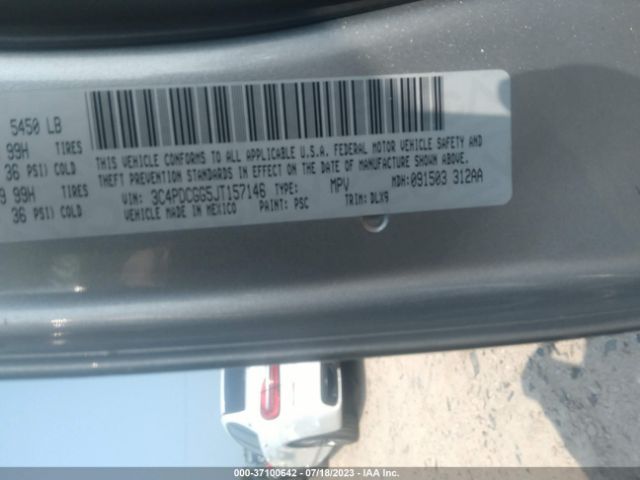 5450 LB
99H TIRES
36 PSI) COLD
99H TIRES
36 PSI) COLD
THIS VEHICLE CONFORMS TO ALL APPLICABLE U.S.A. FEDERAL MOTOR VEHICLE SAFETY AND
THEFT PREVENTION STANDARDS IN EFFECT ON THE DATE OF MANUFACTURE SHOWN ABOVE.
VIN: 3C4PDCGG5JT157146 TYPE: MPV MDH: 091503 312AA
VEHICLE MADE IN MEXICO PAINT: PSC TRIM: DLX9
000-37100642 - 07/18/2023 - IAA Inc.